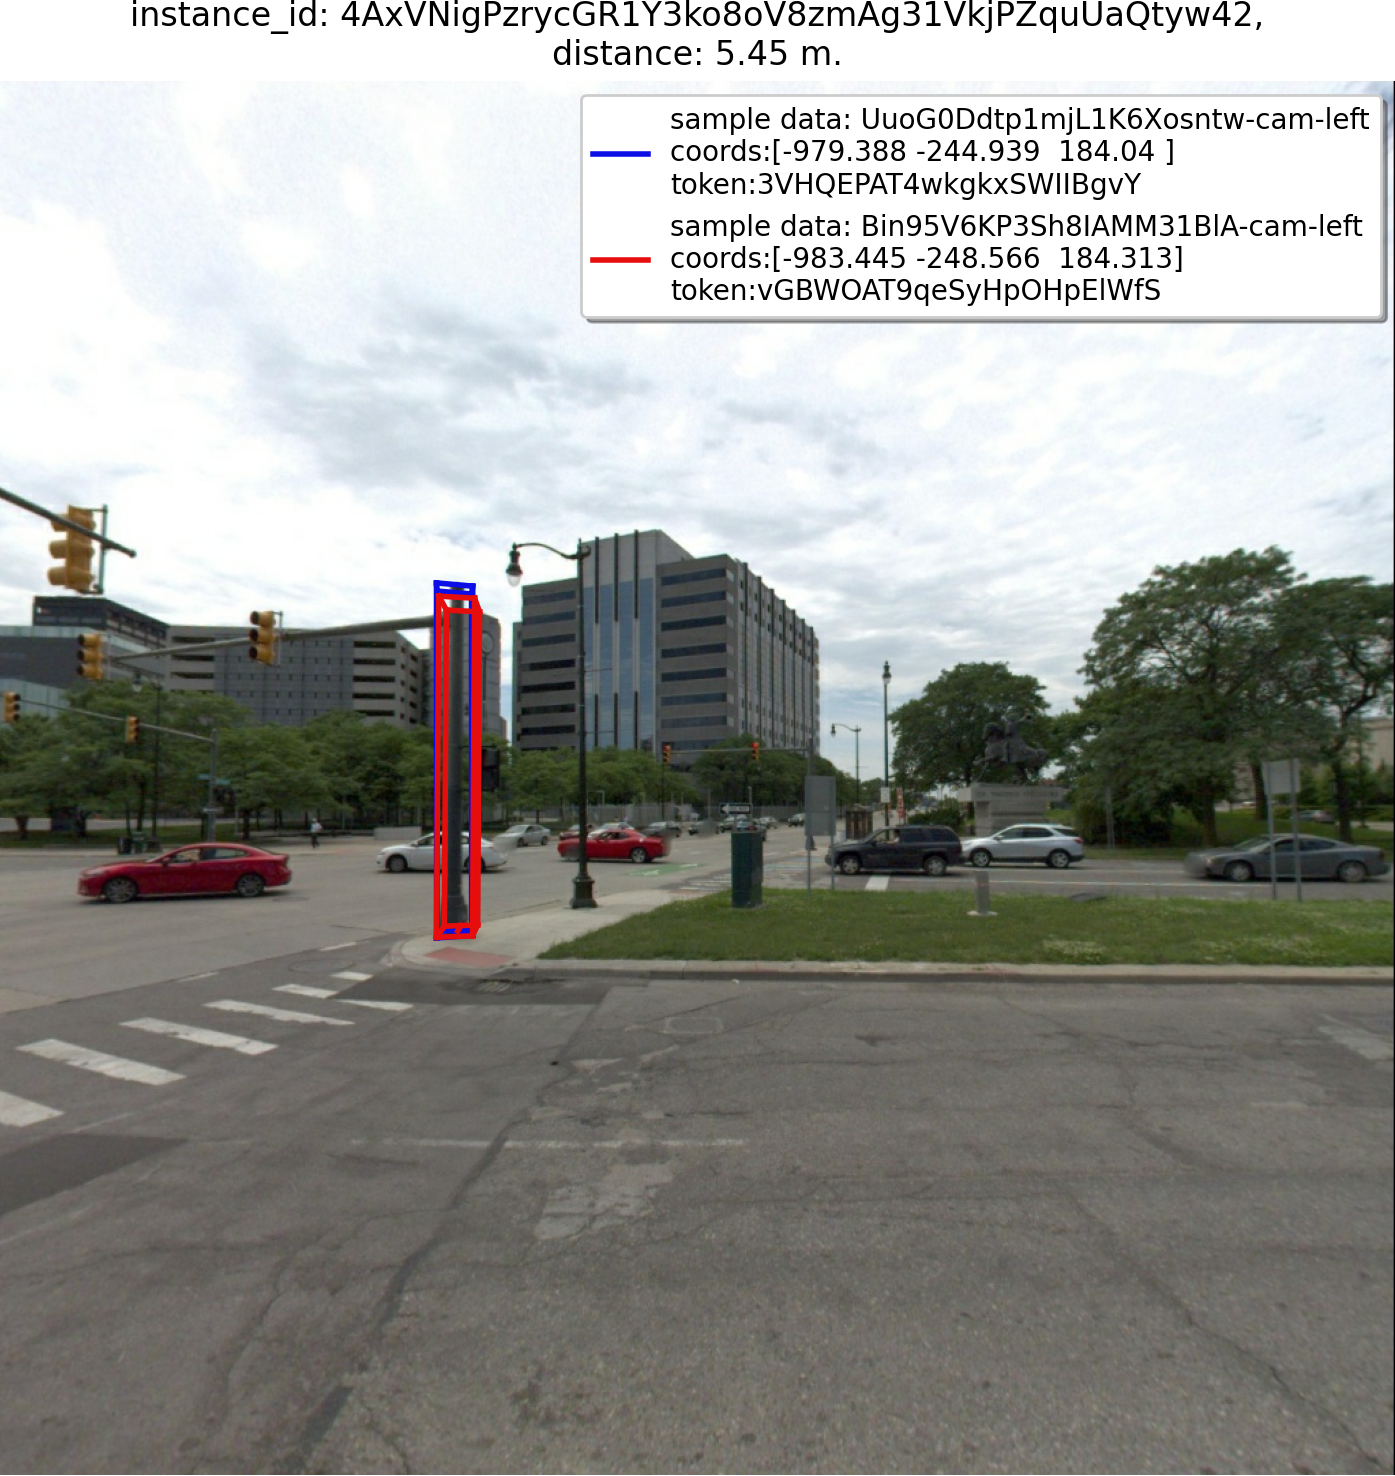 instance_id: 4AxVNigPzrycGR1Y3ko8oV8zmAg31VkjPZquUaQtyw42,
distance: 5.45 m.
sample data: UuoG0Ddtp1mjL1K6Xosntw-cam-left
coords:[-979.388 -244.939  184.04 ]
token:3VHQEPAT4wkgkxSWIIBgvY
sample data: Bin95V6KP3Sh8IAMM31BlA-cam-left
coords:[-983.445 -248.566  184.313]
token:vGBWOAT9qeSyHpOHpElWfS